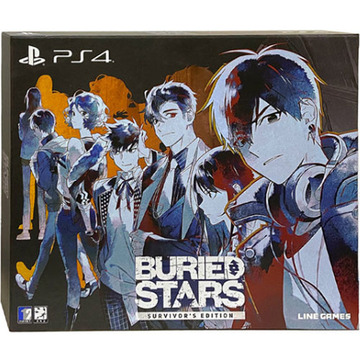 PS4
BURIED
STARS
SURVIVOR'S EDITION
LINE GAMES